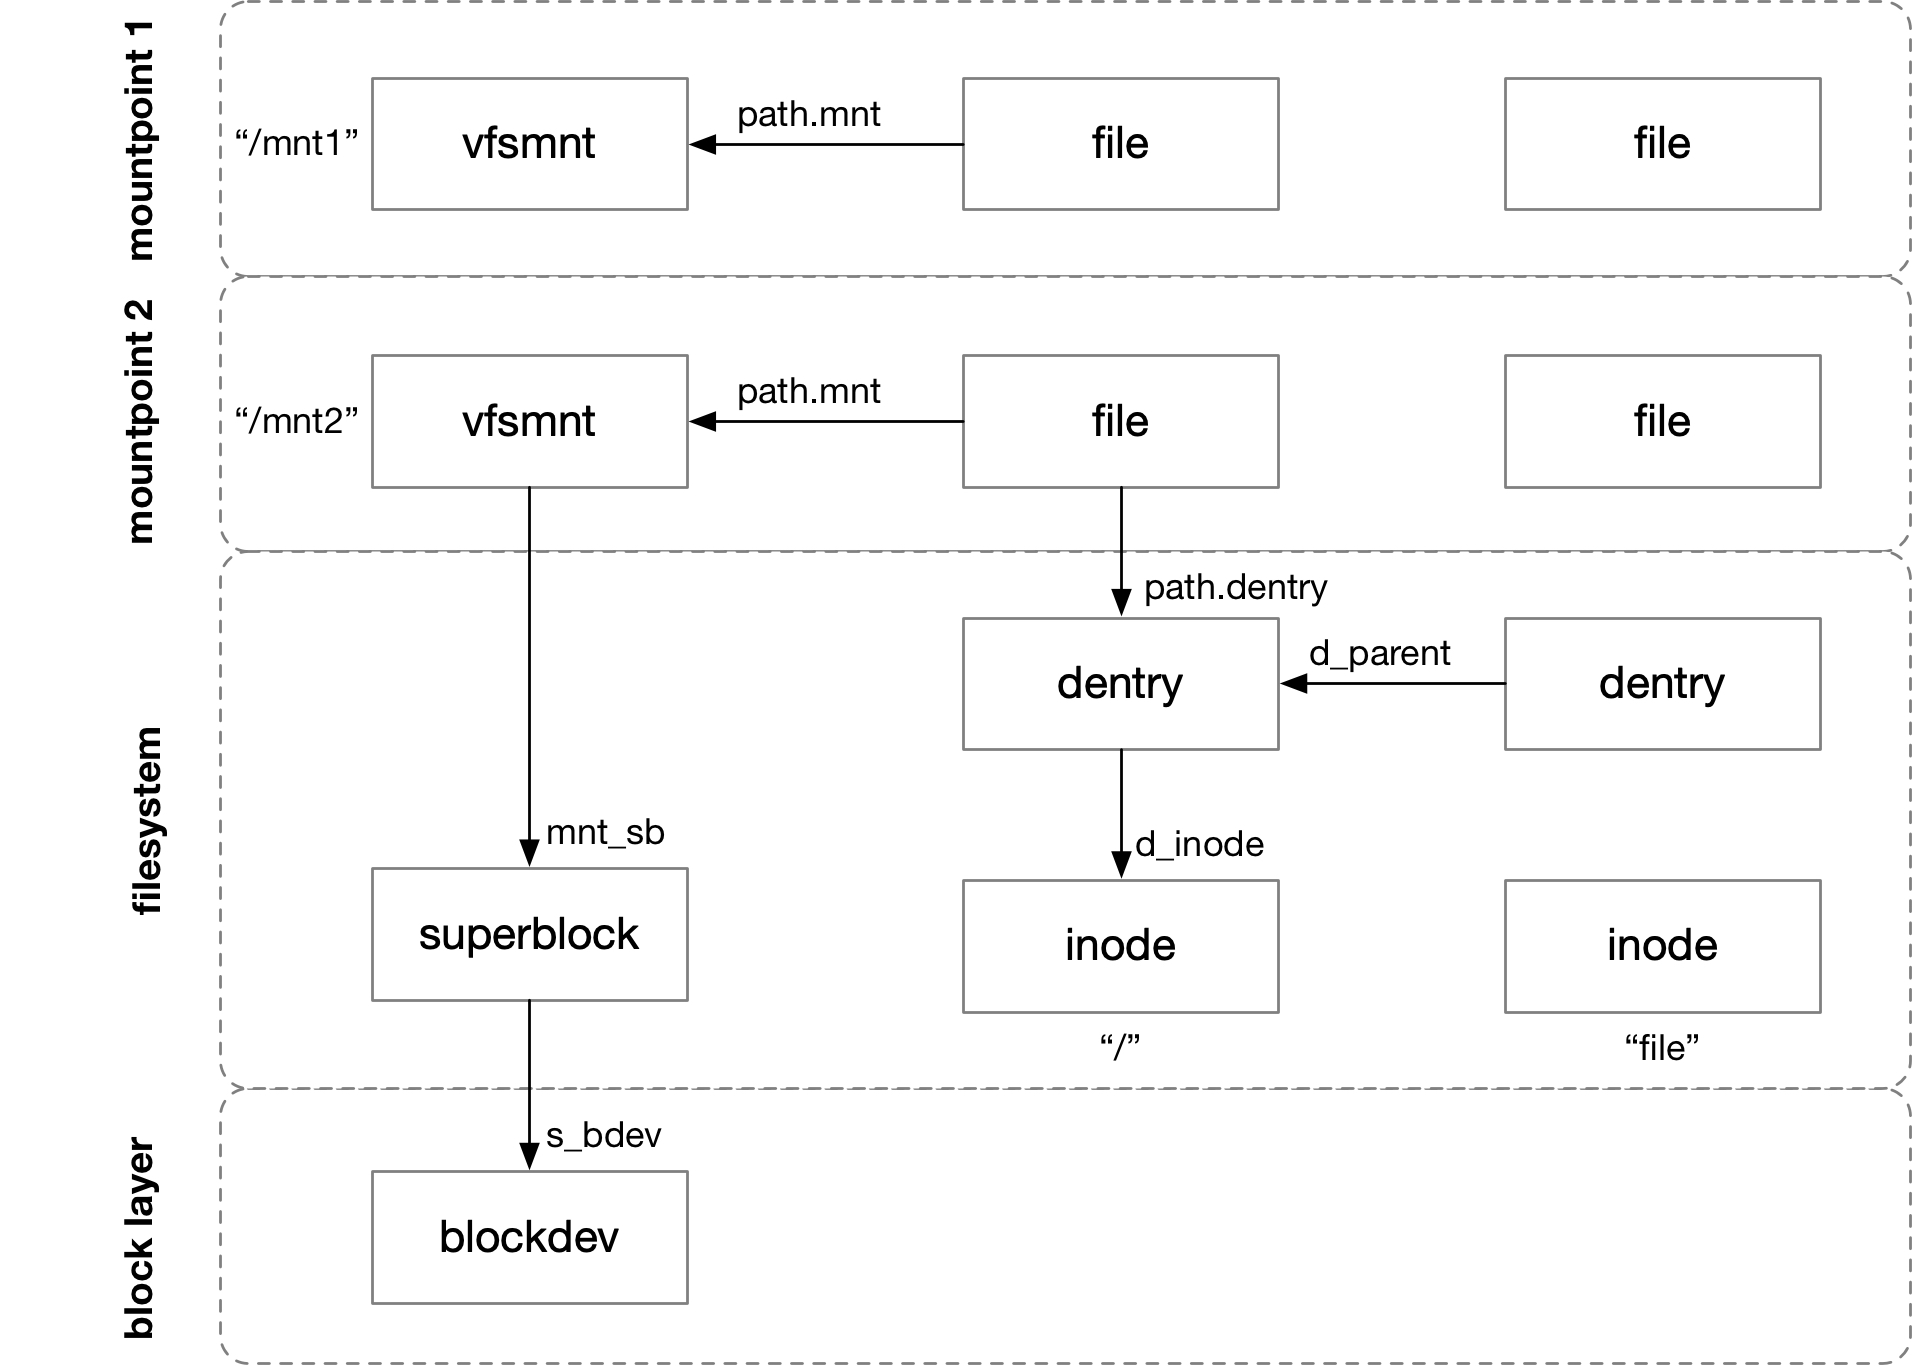 mountpoint 1
“/mnt1”
vfsmnt
path.mnt
file
file
mountpoint 2
“/mnt2”
vfsmnt
path.mnt
file
file
filesystem
path.dentry
dentry
d_parent
dentry
mnt_sb
d_inode
superblock
inode
inode
“/”
“file”
block layer
s_bdev
blockdev